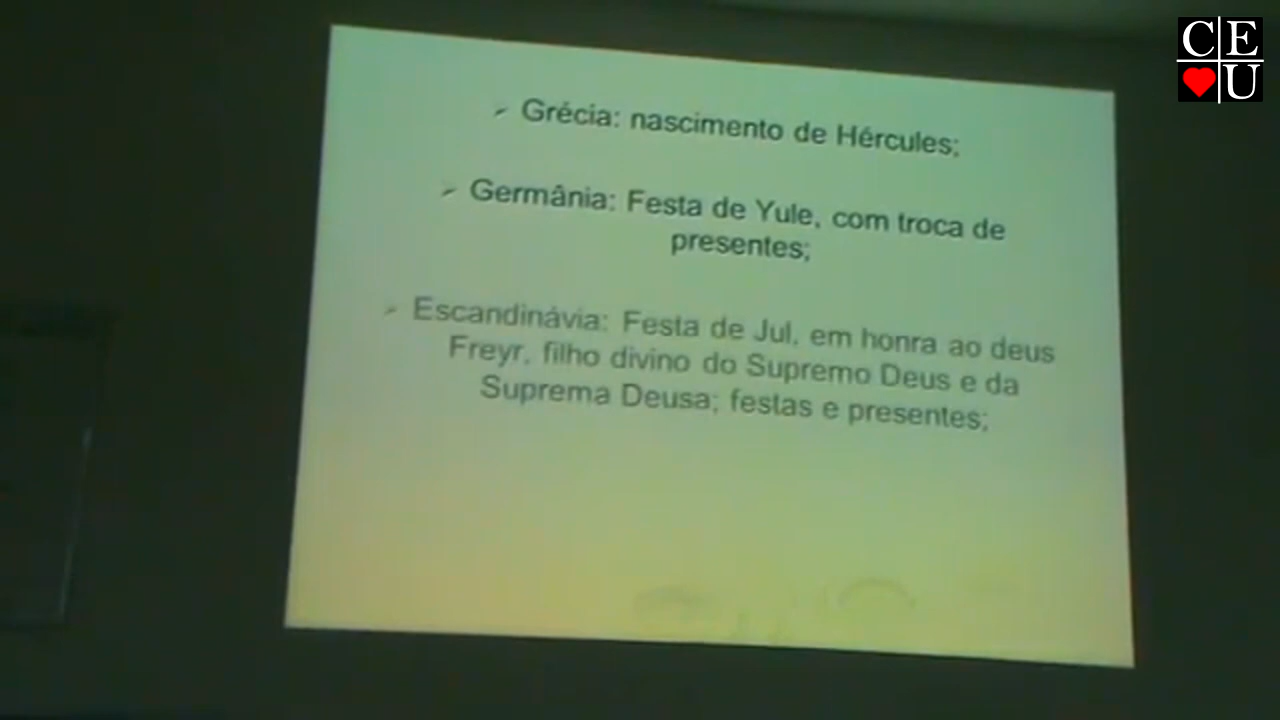 C E
U
Grécia: nascimento de Hércules;
Germânia: Festa de Yule, com troca de
presentes;
Escandinávia: Festa de Jul, em honra ao deus
Freyr, filho divino do Supremo Deus e da
Suprema Deusa; festas e presentes;